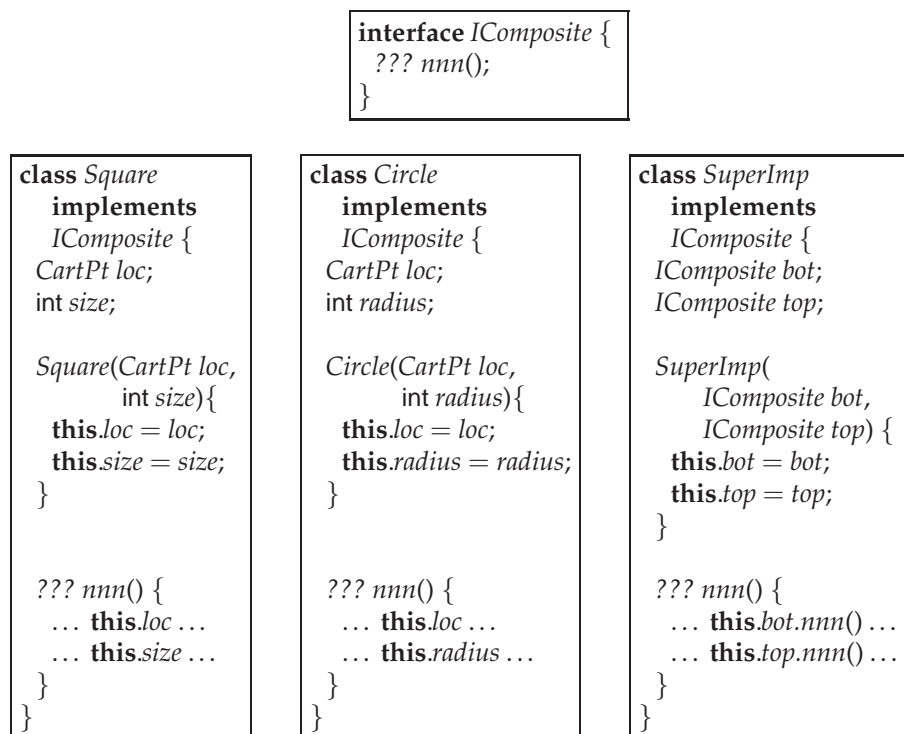 interface IComposite {
??? nnn();
}
class Square
implements
IComposite {
CartPt loc;
int size;
Square(CartPt loc,
int size){
this.loc = loc;
this.size = size;
}
??? nnn() {
... this.loc ...
... this.size ...
}
}
class Circle
implements
IComposite {
CartPt loc;
int radius;
Circle(CartPt loc,
int radius){
this.loc = loc;
this.radius = radius;
}
??? nnn() {
... this.loc ...
... this.radius ...
}
}
class SuperImp
implements
IComposite {
IComposite bot;
IComposite top;
SuperImp(
IComposite bot,
IComposite top) {
this.bot = bot;
this.top = top;
}
??? nnn() {
... this.bot.nnn() ...
... this.top.nnn() ...
}
}